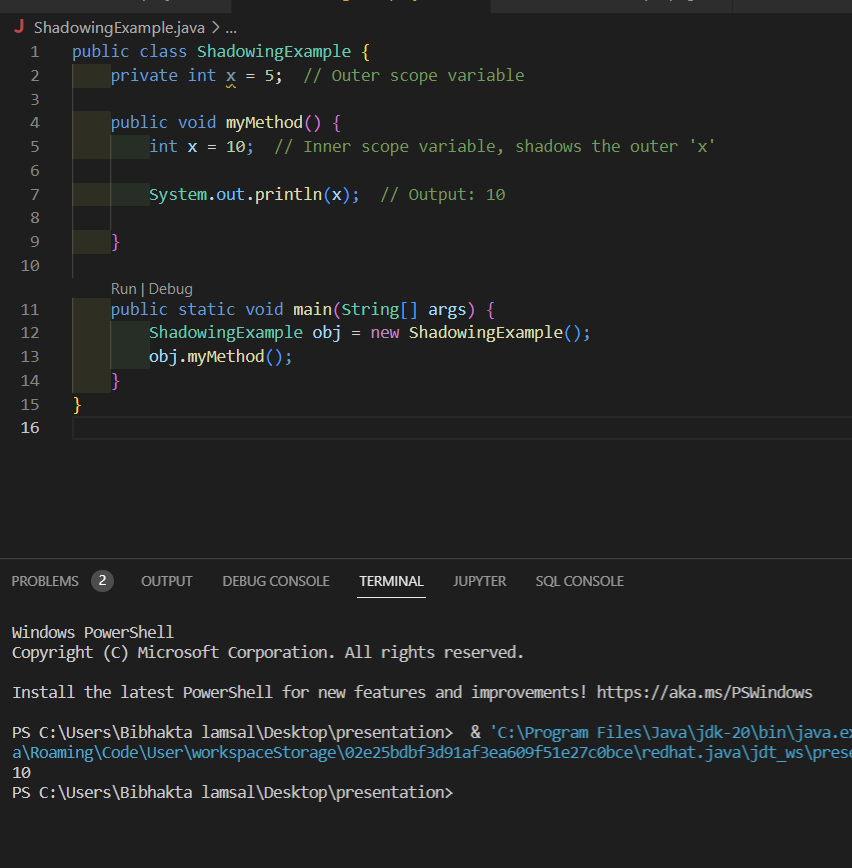 J ShadowingExample.java > ...
1 public class ShadowingExample {
2 private int x = 5;  // Outer scope variable
3
4 public void myMethod() {
5 int x = 10;  // Inner scope variable, shadows the outer 'x'
6
7 System.out.println(x);  // Output: 10
8
9 }
10
Run | Debug
11 public static void main(String[] args) {
12 ShadowingExample obj = new ShadowingExample();
13 obj.myMethod();
14 }
15 }
16
PROBLEMS 2 OUTPUT DEBUG CONSOLE TERMINAL JUPYTER SQL CONSOLE
Windows PowerShell
Copyright (C) Microsoft Corporation. All rights reserved.
Install the latest PowerShell for new features and improvements! https://aka.ms/PSWindows
PS C:\Users\Bibhakta lamsal\Desktop\presentation>  & 'C:\Program Files\Java\jdk-20\bin\java.ex
a\Roaming\Code\User\workspaceStorage\02e25bdbf3d91af3ea609f51e27c0bce\redhat.java\jdt_ws\prese
10
PS C:\Users\Bibhakta lamsal\Desktop\presentation>